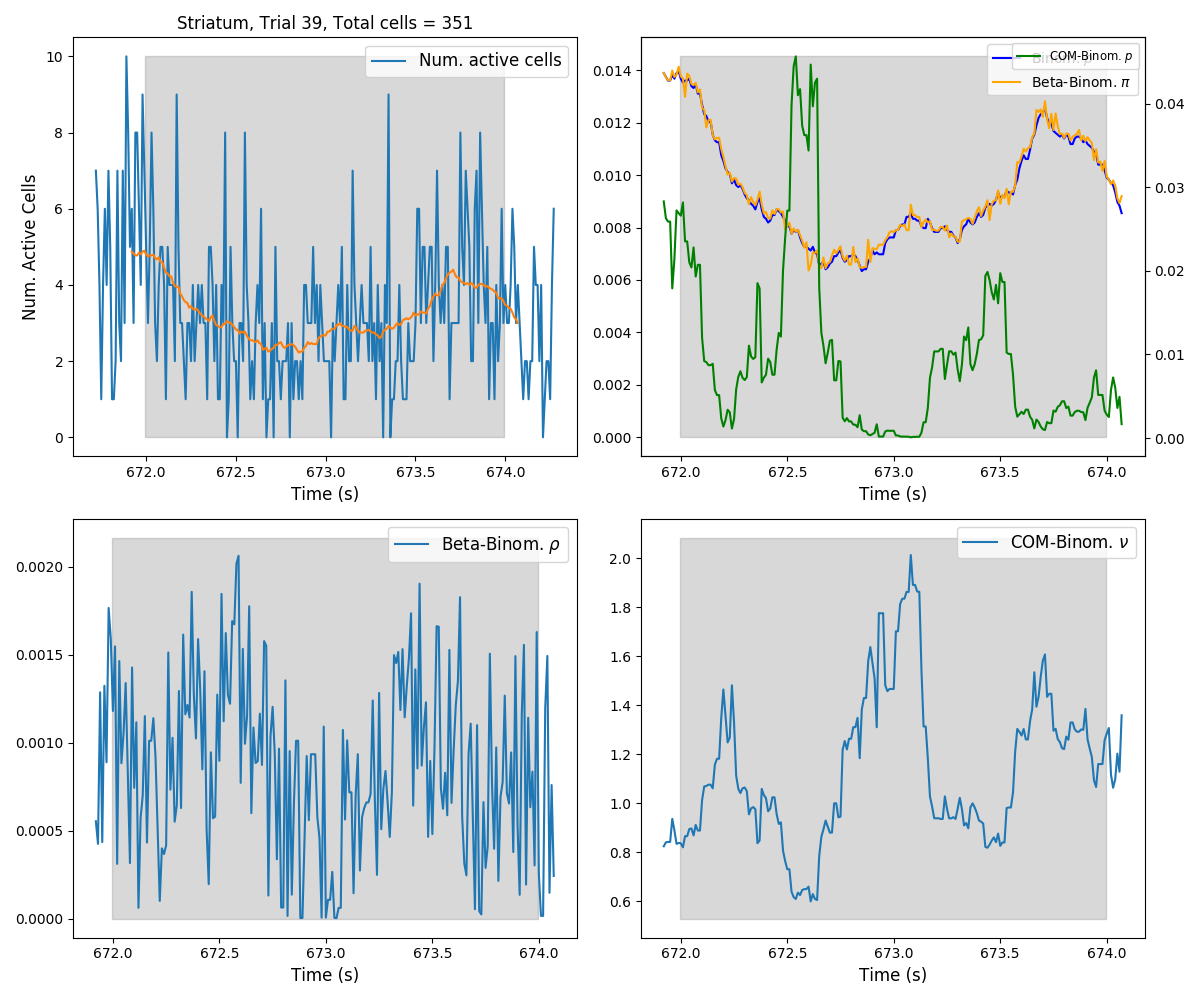 Striatum, Trial 39, Total cells = 351
Num. Active Cells
10
8
6
4
2
0
672.0 672.5 673.0 673.5 674.0
Time (s)
Num. active cells
0.014
0.012
0.010
0.008
0.006
0.004
0.002
0.000
672.0 672.5 673.0 673.5 674.0
Time (s)
COM-Binom. p
Beta-Binom. π
0.04
0.03
0.02
0.01
0.00
0.0020
0.0015
0.0010
0.0005
0.0000
672.0 672.5 673.0 673.5 674.0
Time (s)
Beta-Binom. ρ
2.0
1.8
1.6
1.4
1.2
1.0
0.8
0.6
672.0 672.5 673.0 673.5 674.0
Time (s)
COM-Binom. ν